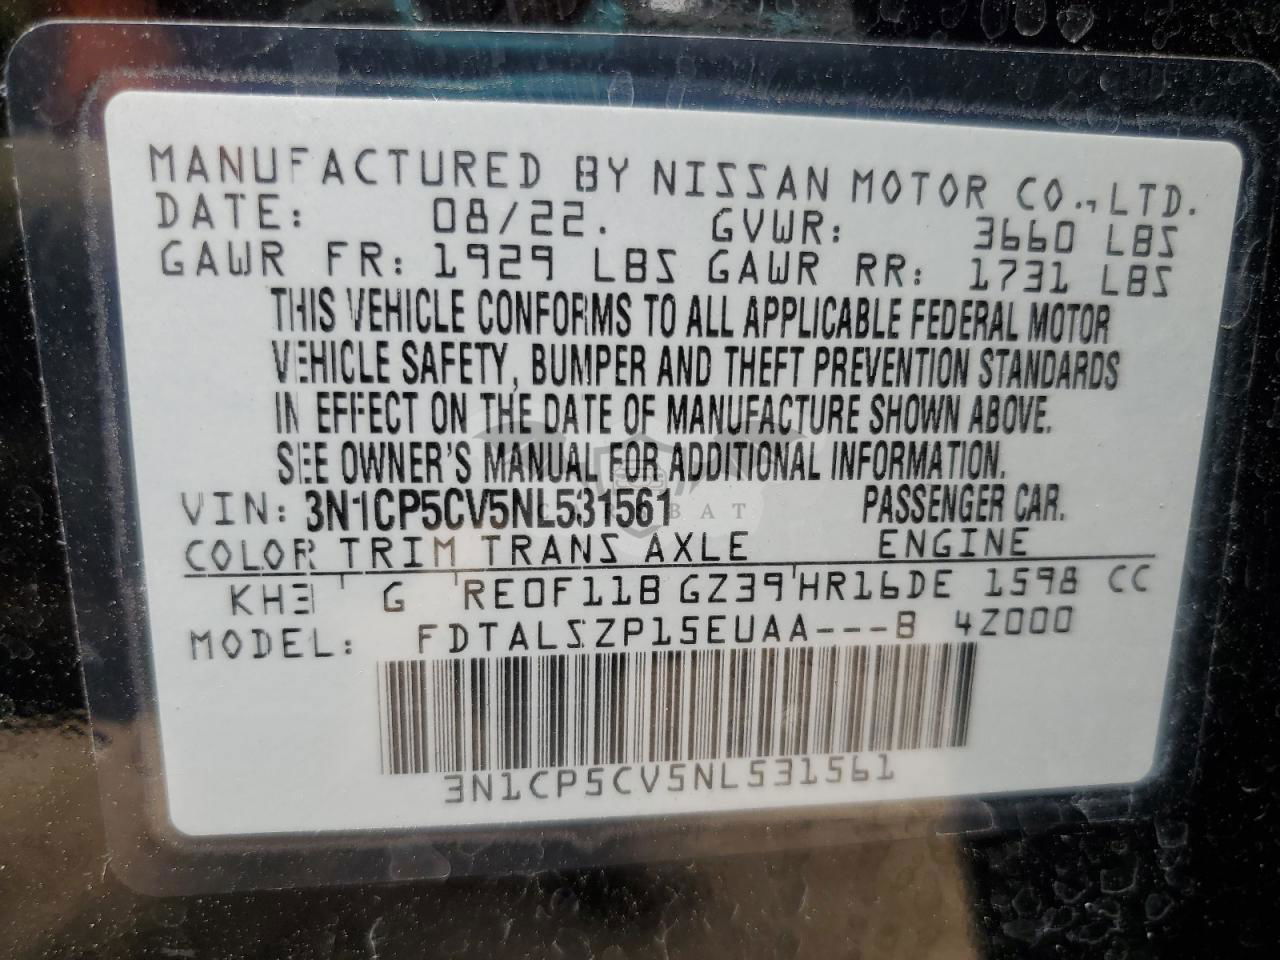 MANUFACTURED BY NISSAN MOTOR CO., LTD.
DATE: 08/22. GVWR: 3660 LBS
GAWR FR: 1929 LBS GAWR RR: 1731 LBS
THIS VEHICLE CONFORMS TO ALL APPLICABLE FEDERAL MOTOR
VEHICLE SAFETY, BUMPER AND THEFT PREVENTION STANDARDS
IN EFFECT ON THE DATE OF MANUFACTURE SHOWN ABOVE.
SEE OWNER'S MANUAL FOR ADDITIONAL INFORMATION.
VIN: 3N1CP5CV5NL531561 PASSENGER CAR.
COLOR TRIM TRANS AXLE ENGINE
KH3 G RE0F11B GZ39 HR16DE 1598 CC
MODEL: FDTALSZP15EUAA---B 4Z000
3N1CP5CV5NL531561